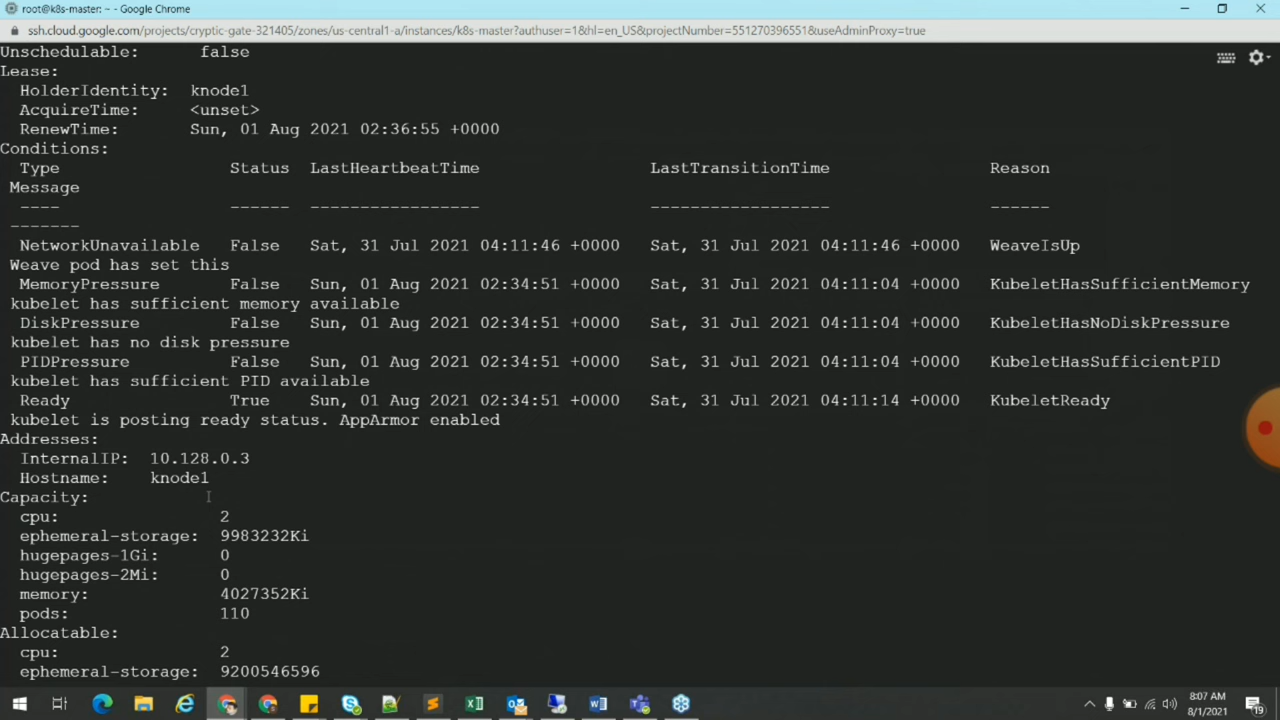 root@k8s-master: ~ - Google Chrome
ssh.cloud.google.com/projects/cryptic-gate-321405/zones/us-central1-a/instances/k8s-master?authuser=1&hl=en_US&projectNumber=551270396551&useAdminProxy=true
Unschedulable: false
Lease:
HolderIdentity: knode1
AcquireTime: <unset>
RenewTime: Sun, 01 Aug 2021 02:36:55 +0000
Conditions:
Type Status LastHeartbeatTime LastTransitionTime Reason
Message
---- ------ ----------------- ------------------ ------
-------
NetworkUnavailable False Sat, 31 Jul 2021 04:11:46 +0000 Sat, 31 Jul 2021 04:11:46 +0000 WeaveIsUp
Weave pod has set this
MemoryPressure False Sun, 01 Aug 2021 02:34:51 +0000 Sat, 31 Jul 2021 04:11:04 +0000 KubeletHasSufficientMemory
kubelet has sufficient memory available
DiskPressure False Sun, 01 Aug 2021 02:34:51 +0000 Sat, 31 Jul 2021 04:11:04 +0000 KubeletHasNoDiskPressure
kubelet has no disk pressure
PIDPressure False Sun, 01 Aug 2021 02:34:51 +0000 Sat, 31 Jul 2021 04:11:04 +0000 KubeletHasSufficientPID
kubelet has sufficient PID available
Ready True Sun, 01 Aug 2021 02:34:51 +0000 Sat, 31 Jul 2021 04:11:14 +0000 KubeletReady
kubelet is posting ready status. AppArmor enabled
Addresses:
InternalIP: 10.128.0.3
Hostname: knode1
Capacity:
cpu: 2
ephemeral-storage: 9983232Ki
hugepages-1Gi: 0
hugepages-2Mi: 0
memory: 4027352Ki
pods: 110
Allocatable:
cpu: 2
ephemeral-storage: 9200546596
8:07 AM
8/1/2021
19